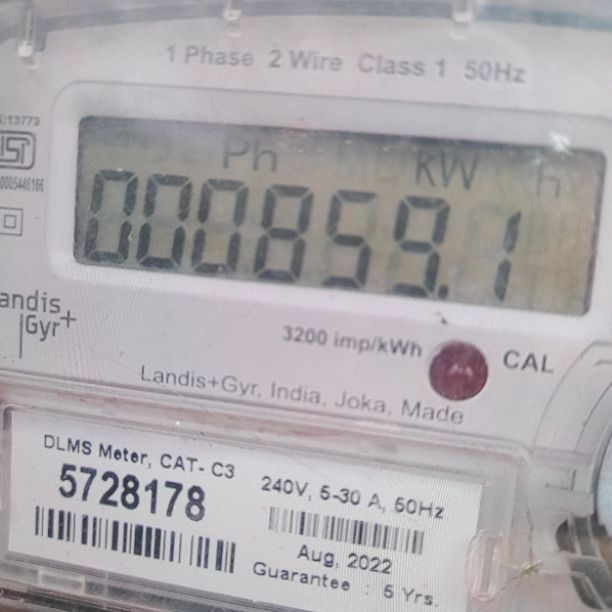 1 Phase 2 Wire Class 1 50Hz
:13779
Ph kW h
000859.1
andis+
Gyr
3200 imp/kWh
CAL
Landis+Gyr, India, Joka, Made
DLMS Meter, CAT- C3
5728178
240V, 5-30 A, 50Hz
Aug, 2022
Guarantee : 5 Yrs.